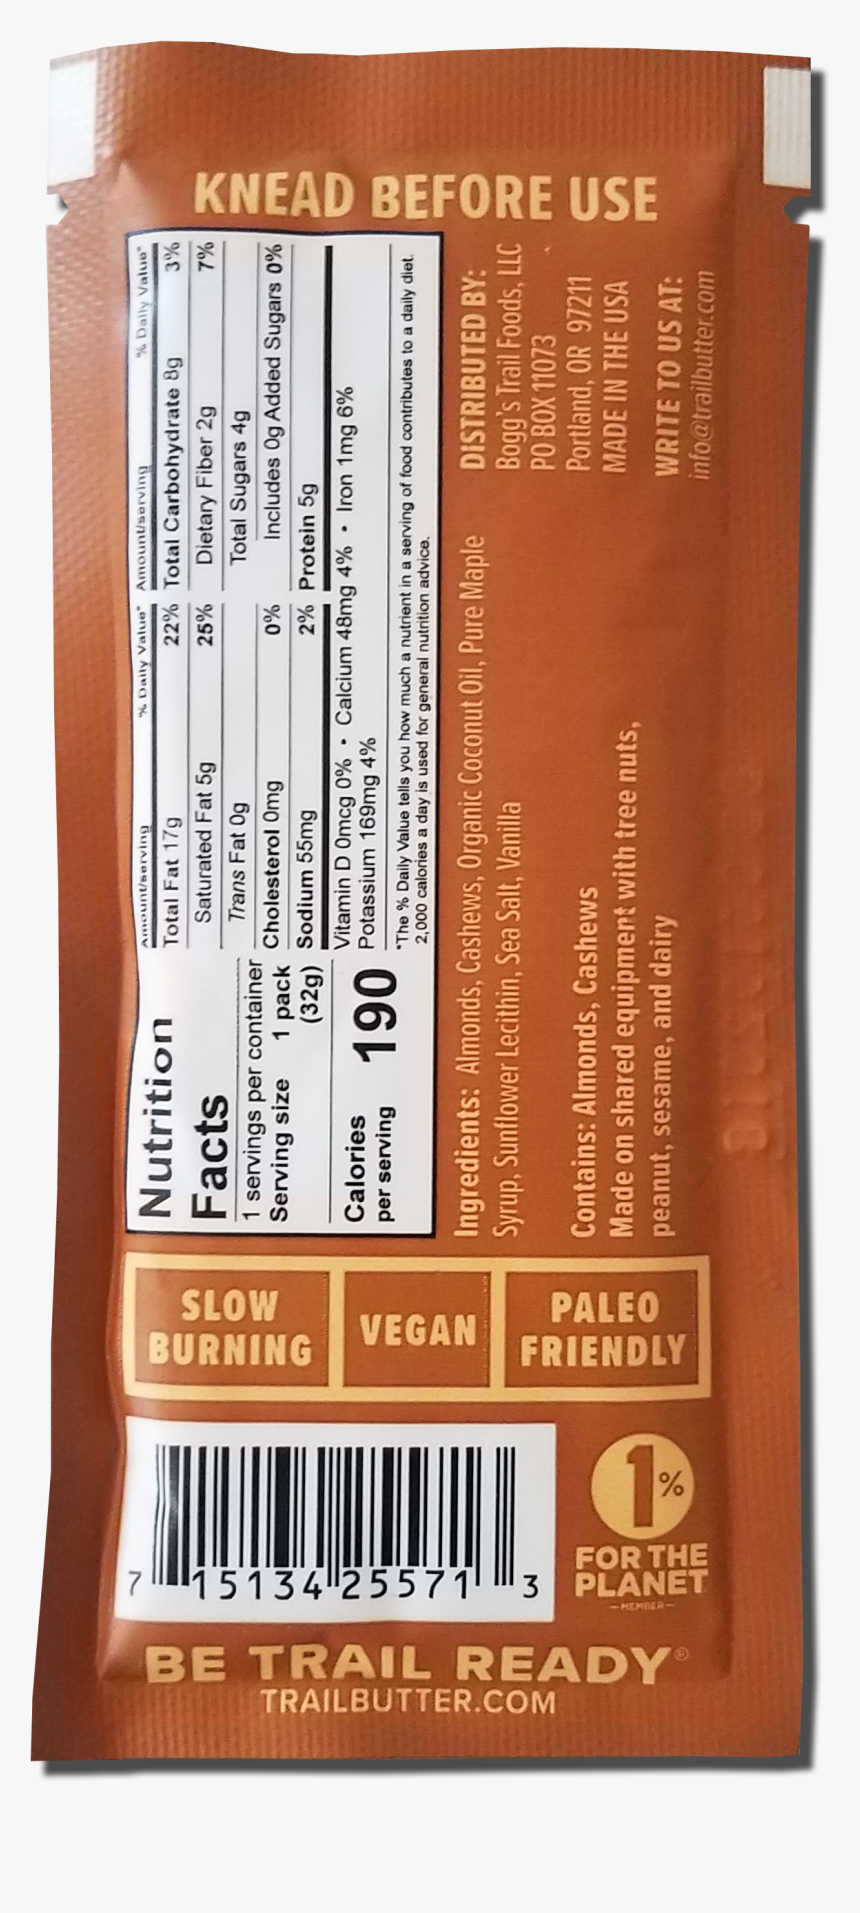 KNEAD BEFORE USE
Nutrition
Facts
1 servings per container
Serving size 1 pack
(32g)
Calories
per serving 190
Amount/serving % Daily Value*
Total Fat 17g 22%
Saturated Fat 5g 25%
Trans Fat 0g
Cholesterol 0mg 0%
Sodium 55mg 2%
Amount/serving % Daily Value*
Total Carbohydrate 8g 3%
Dietary Fiber 2g 7%
Total Sugars 4g
Includes 0g Added Sugars 0%
Protein 5g
Vitamin D 0mcg 0% • Calcium 48mg 4% • Iron 1mg 6%
Potassium 169mg 4%
*The % Daily Value tells you how much a nutrient in a serving of food contributes to a daily diet.
2,000 calories a day is used for general nutrition advice.
Ingredients: Almonds, Cashews, Organic Coconut Oil, Pure Maple
Syrup, Sunflower Lecithin, Sea Salt, Vanilla
Contains: Almonds, Cashews
Made on shared equipment with tree nuts,
peanut, sesame, and dairy
DISTRIBUTED BY:
Bogg's Trail Foods, LLC
PO BOX 11073
Portland, OR 97211
MADE IN THE USA
WRITE TO US AT:
info@trailbutter.com
SLOW
BURNING
VEGAN
PALEO
FRIENDLY
7 15134 25571 3
1%
FOR THE
PLANET
MEMBER
BE TRAIL READY®
TRAILBUTTER.COM